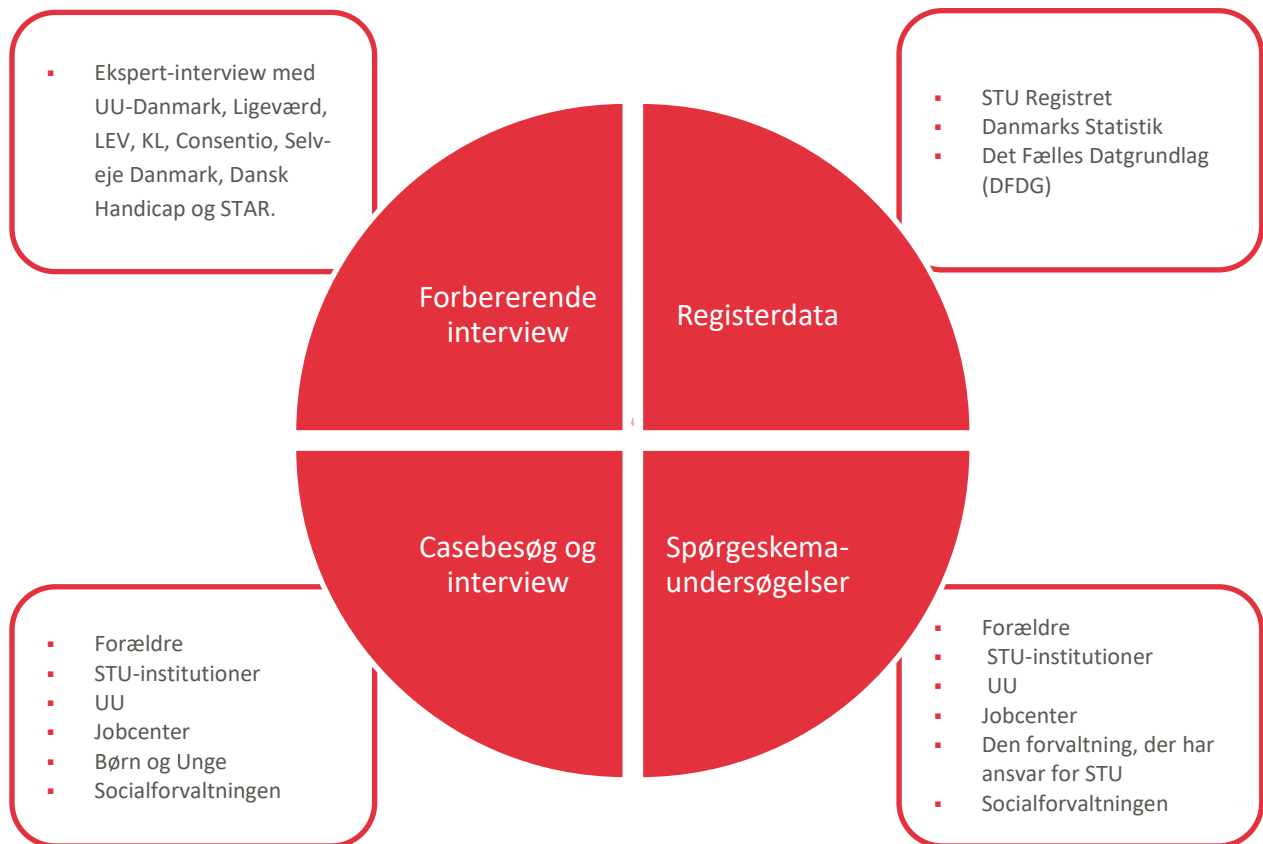 Ekspert-interview med
UU-Danmark, Ligeværd,
LEV, KL, Consentio, Selv-
eje Danmark, Dansk
Handicap og STAR.
STU Registret
Danmarks Statistik
Det Fælles Datgrundlag
(DFDG)
Forbererende
interview
Registerdata
Casebesøg og
interview
Spørgeskema-
undersøgelser
Forældre
STU-institutioner
UU
Jobcenter
Børn og Unge
Socialforvaltningen
Forældre
STU-institutioner
UU
Jobcenter
Den forvaltning, der har
ansvar for STU
Socialforvaltningen